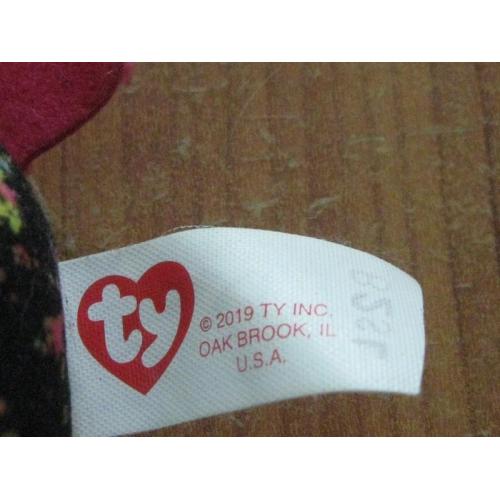 ty
© 2019 TY INC.
OAK BROOK, IL
U.S.A.